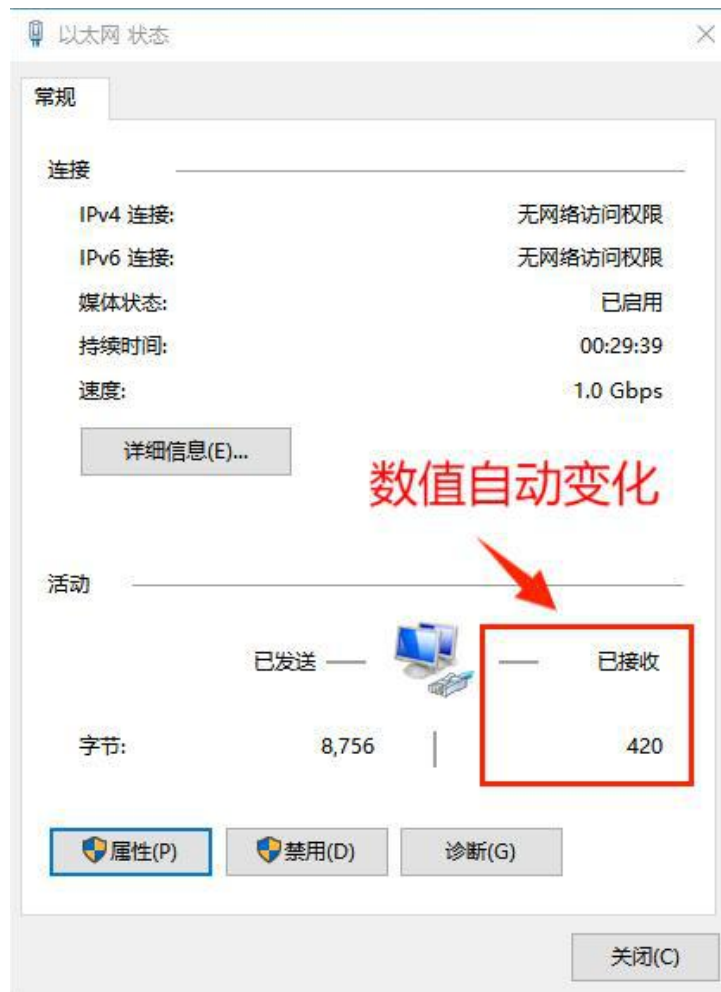 以太网 状态
常规
连接
IPv4 连接: 无网络访问权限
IPv6 连接: 无网络访问权限
媒体状态: 已启用
持续时间: 00:29:39
速度: 1.0 Gbps
详细信息(E)...
数值自动变化
活动
已发送 — — 已接收
字节: 8,756 | 420
属性(P) 禁用(D) 诊断(G)
关闭(C)